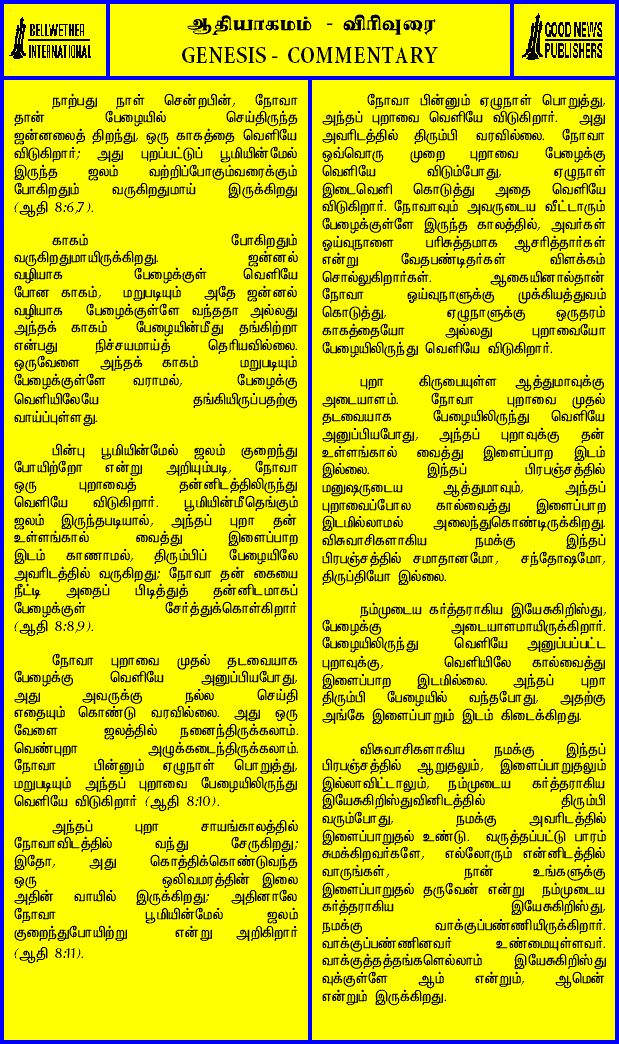 BELLWETHER
INTERNATIONAL
ஆதியாகமம் - விரிவுரை
GENESIS - COMMENTARY
GOOD NEWS
PUBLISHERS
நாற்பது நாள் சென்றபின், நோவா
தான் பேழையில் செய்திருந்த
ஜன்னலைத் திறந்து, ஒரு காகத்தை வெளியே
விடுகிறார்; அது புறப்பட்டுப் பூமியின்மேல்
இருந்த ஜலம் வற்றிப்போகும்வரைக்கும்
போகிறதும் வருகிறதுமாய் இருக்கிறது
(ஆதி 8:6,7).
காகம் போகிறதும்
வருகிறதுமாயிருக்கிறது. ஜன்னல்
வழியாக பேழைக்குள் வெளியே
போன காகம், மறுபடியும் அதே ஜன்னல்
வழியாக பேழைக்குள்ளே வந்ததா அல்லது
அந்தக் காகம் பேழையின்மீது தங்கிற்றா
என்பது நிச்சயமாய்த் தெரியவில்லை.
ஒருவேளை அந்தக் காகம் மறுபடியும்
பேழைக்குள்ளே வராமல், பேழைக்கு
வெளியிலேயே தங்கியிருப்பதற்கு
வாய்ப்புள்ளது.
பின்பு பூமியின்மேல் ஜலம் குறைந்து
போயிற்றோ என்று அறியும்படி, நோவா
ஒரு புறாவைத் தன்னிடத்திலிருந்து
வெளியே விடுகிறார். பூமியின்மீதெங்கும்
ஜலம் இருந்தபடியால், அந்தப் புறா தன்
உள்ளங்கால் வைத்து இளைப்பாற
இடம் காணாமல், திரும்பிப் பேழையிலே
அவரிடத்தில் வருகிறது; நோவா தன் கையை
நீட்டி அதைப் பிடித்துத் தன்னிடமாகப்
பேழைக்குள் சேர்த்துக்கொள்கிறார்
(ஆதி 8:8,9).
நோவா புறாவை முதல் தடவையாக
பேழைக்கு வெளியே அனுப்பியபோது,
அது அவருக்கு நல்ல செய்தி
எதையும் கொண்டு வரவில்லை. அது ஒரு
வேளை ஜலத்தில் நனைந்திருக்கலாம்.
வெண்புறா அழுக்கடைந்திருக்கலாம்.
நோவா பின்னும் ஏழுநாள் பொறுத்து,
மறுபடியும் அந்தப் புறாவை பேழையிலிருந்து
வெளியே விடுகிறார் (ஆதி 8:10).
அந்தப் புறா சாயங்காலத்தில்
நோவாவிடத்தில் வந்து சேருகிறது;
இதோ, அது கொத்திக்கொண்டுவந்த
ஒரு ஒலிவமரத்தின் இலை
அதின் வாயில் இருக்கிறது; அதினாலே
நோவா பூமியின்மேல் ஜலம்
குறைந்துபோயிற்று என்று அறிகிறார்
(ஆதி 8:11).
நோவா பின்னும் ஏழுநாள் பொறுத்து,
அந்தப் புறாவை வெளியே விடுகிறார். அது
அவரிடத்தில் திரும்பி வரவில்லை. நோவா
ஒவ்வொரு முறை புறாவை பேழைக்கு
வெளியே விடும்போது, ஏழுநாள்
இடைவெளி கொடுத்து அதை வெளியே
விடுகிறார். நோவாவும் அவருடைய வீட்டாரும்
பேழைக்குள்ளே இருந்த காலத்தில், அவர்கள்
ஓய்வுநாளை பரிசுத்தமாக ஆசரித்தார்கள்
என்று வேதபண்டிதர்கள் விளக்கம்
சொல்லுகிறார்கள். ஆகையினால்தான்
நோவா ஓய்வுநாளுக்கு முக்கியத்துவம்
கொடுத்து, ஏழுநாளுக்கு ஒருதரம்
காகத்தையோ அல்லது புறாவையோ
பேழையிலிருந்து வெளியே விடுகிறார்.
புறா கிருபையுள்ள ஆத்துமாவுக்கு
அடையாளம். நோவா புறாவை முதல்
தடவையாக பேழையிலிருந்து வெளியே
அனுப்பியபோது, அந்தப் புறாவுக்கு தன்
உள்ளங்கால் வைத்து இளைப்பாற இடம்
இல்லை. இந்தப் பிரபஞ்சத்தில்
மனுஷருடைய ஆத்துமாவும், அந்தப்
புறாவைப்போல கால்வைத்து இளைப்பாற
இடமில்லாமல் அலைந்துகொண்டிருக்கிறது.
விசுவாசிகளாகிய நமக்கு இந்தப்
பிரபஞ்சத்தில் சமாதானமோ, சந்தோஷமோ,
திருப்தியோ இல்லை.
நம்முடைய கர்த்தராகிய இயேசுகிறிஸ்து,
பேழைக்கு அடையாளமாயிருக்கிறார்.
பேழையிலிருந்து வெளியே அனுப்பப்பட்ட
புறாவுக்கு, வெளியிலே கால்வைத்து
இளைப்பாற இடமில்லை. அந்தப் புறா
திரும்பி பேழையில் வந்தபோது, அதற்கு
அங்கே இளைப்பாறும் இடம் கிடைக்கிறது.
விசுவாசிகளாகிய நமக்கு இந்தப்
பிரபஞ்சத்தில் ஆறுதலும், இளைப்பாறுதலும்
இல்லாவிட்டாலும், நம்முடைய கர்த்தராகிய
இயேசுகிறிஸ்துவினிடத்தில் திரும்பி
வரும்போது, நமக்கு அவரிடத்தில்
இளைப்பாறுதல் உண்டு. வருத்தப்பட்டு பாரம்
சுமக்கிறவர்களே, எல்லோரும் என்னிடத்தில்
வாருங்கள், நான் உங்களுக்கு
இளைப்பாறுதல் தருவேன் என்று நம்முடைய
கர்த்தராகிய இயேசுகிறிஸ்து,
நமக்கு வாக்குப்பண்ணியிருக்கிறார்.
வாக்குப்பண்ணினவர் உண்மையுள்ளவர்.
வாக்குத்தத்தங்களெல்லாம் இயேசுகிறிஸ்து
வுக்குள்ளே ஆம் என்றும், ஆமென்
என்றும் இருக்கிறது.